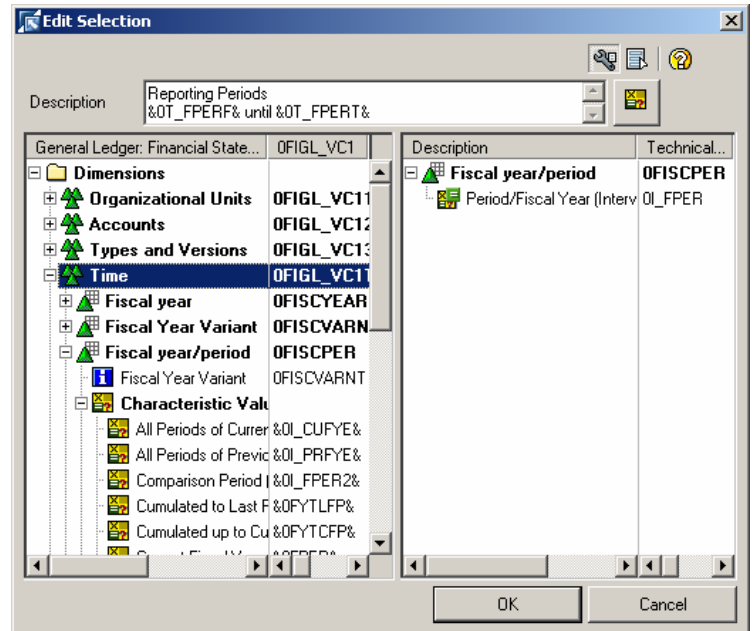 Edit Selection
Description
Reporting Periods
&0T_FPERF& until &0T_FPERT&
General Ledger: Financial State... 0FIGL_VC1
Dimensions
Organizational Units 0FIGL_VC11
Accounts 0FIGL_VC12
Types and Versions 0FIGL_VC13
Time 0FIGL_VC1T
Fiscal year 0FISCYEAR
Fiscal Year Variant 0FISCVARN
Fiscal year/period 0FISCPER
Fiscal Year Variant 0FISCVARNT
Characteristic Valu
All Periods of Curren &0I_CUFYE&
All Periods of Previo &0I_PRFYE&
Comparison Period &0I_FPER2&
Cumulated to Last F &0FYTLFP&
Cumulated up to Cu &0FYTCFP&
Description Technical...
Fiscal year/period 0FISCPER
Period/Fiscal Year (Interv 0I_FPER
OK Cancel